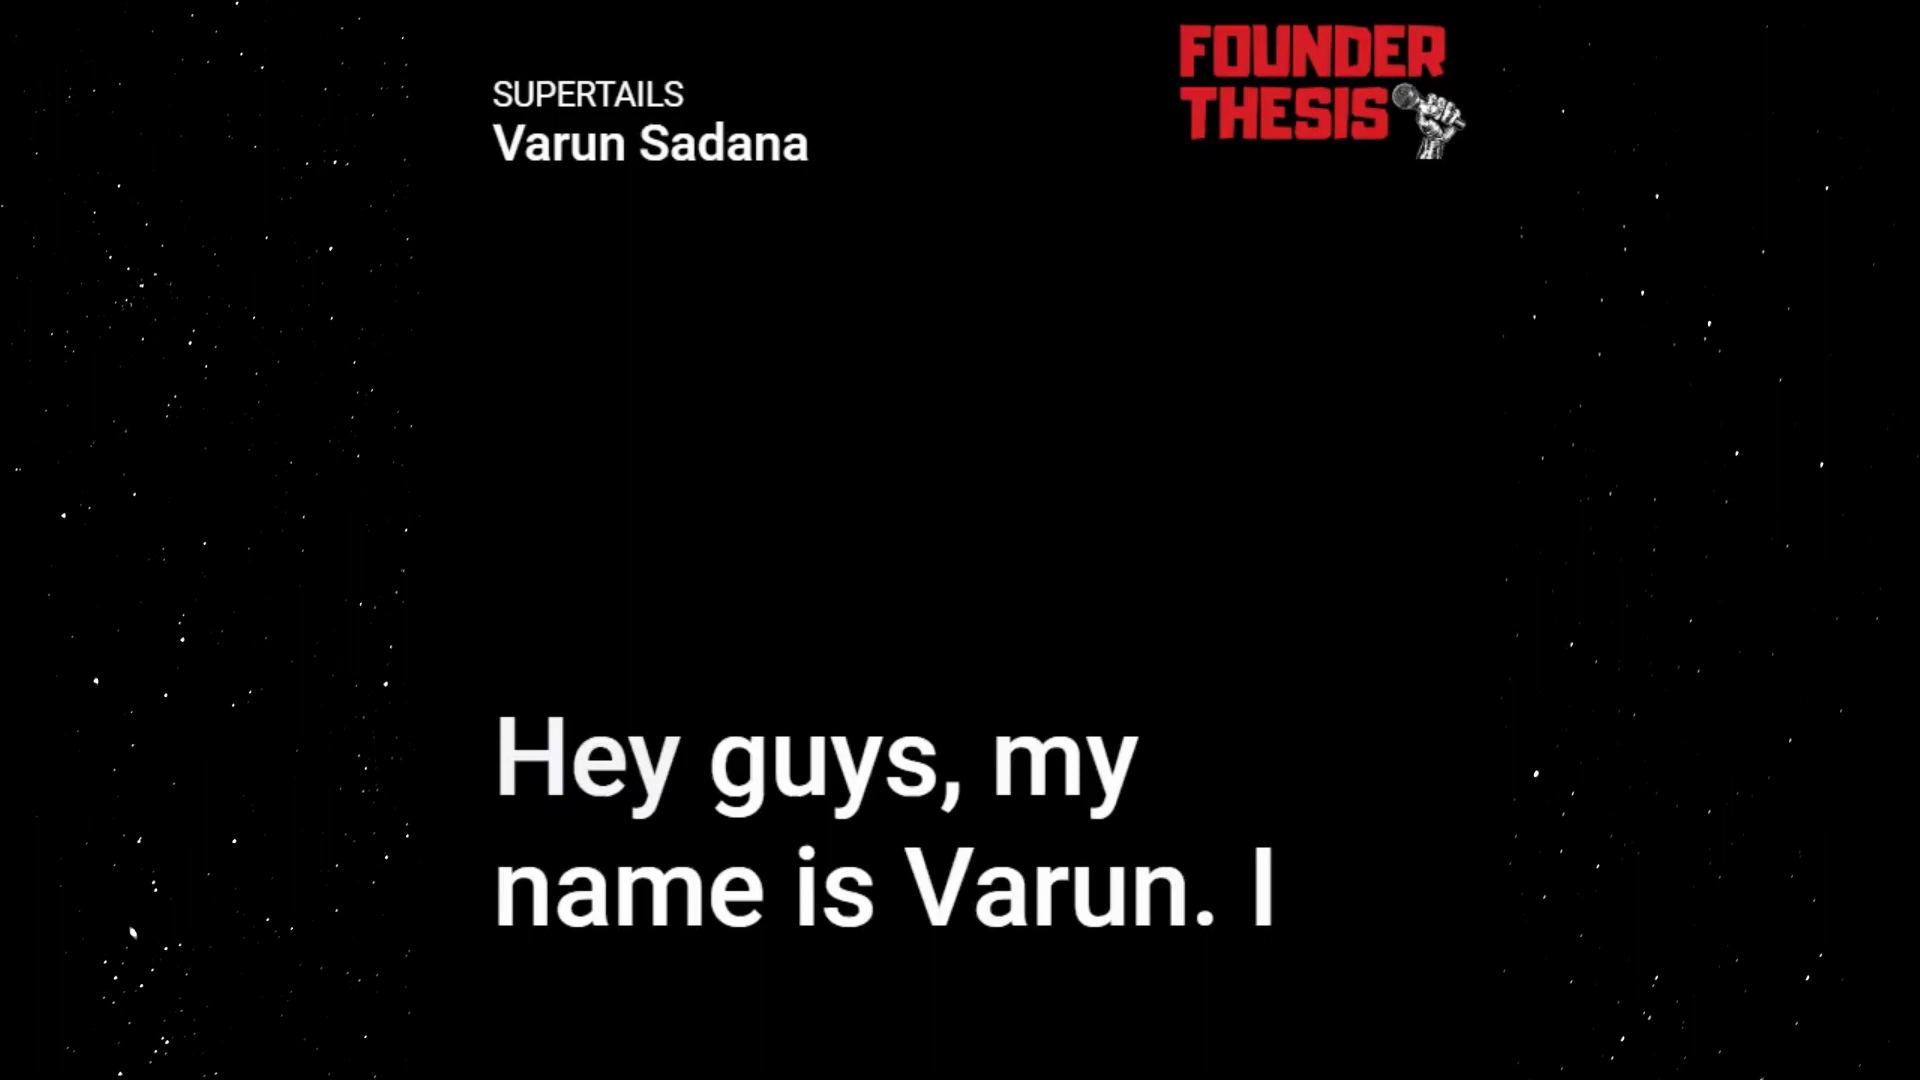 SUPERTAILS
Varun Sadana
FOUNDER
THESIS
Hey guys, my
name is Varun. I